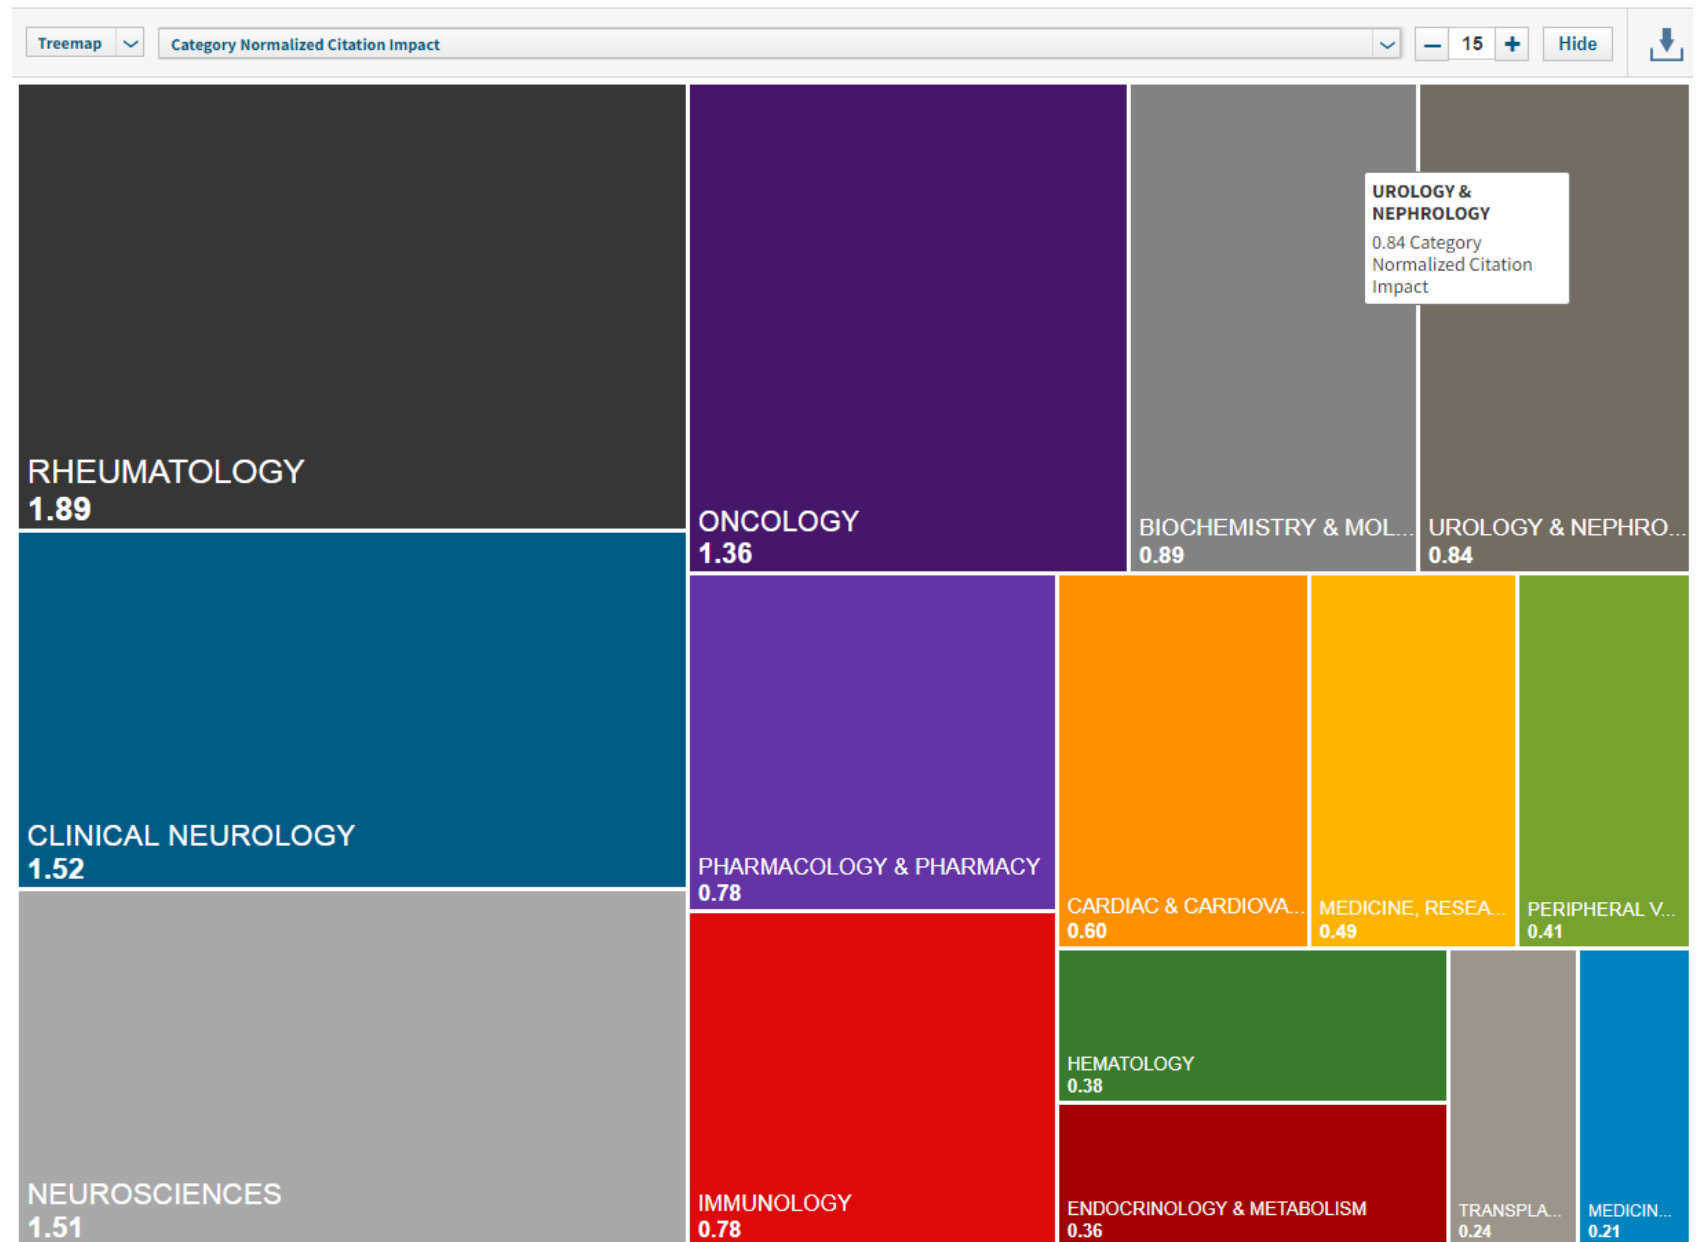 Treemap
Category Normalized Citation Impact
15
Hide
RHEUMATOLOGY
1.89
CLINICAL NEUROLOGY
1.52
NEUROSCIENCES
1.51
ONCOLOGY
1.36
BIOCHEMISTRY & MOL...
0.89
UROLOGY &
NEPHROLOGY
0.84 Category
Normalized Citation
Impact
UROLOGY & NEPHRO...
0.84
PHARMACOLOGY & PHARMACY
0.78
IMMUNOLOGY
0.78
CARDIAC & CARDIOVA...
0.60
MEDICINE, RESEA...
0.49
PERIPHERAL V...
0.41
HEMATOLOGY
0.38
ENDOCRINOLOGY & METABOLISM
0.36
TRANSPLA...
0.24
MEDICIN...
0.21